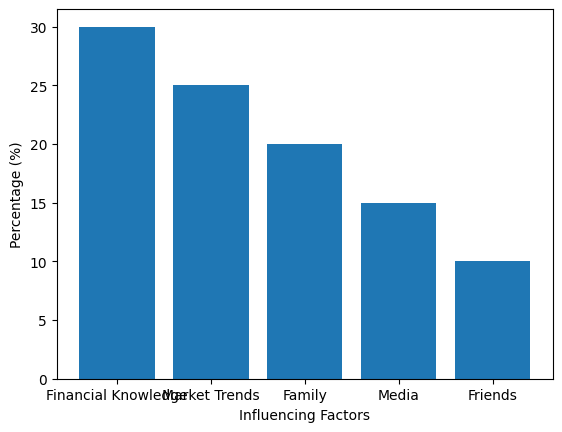 Percentage (%)
30
25
20
15
10
5
0
Financial Knowledge Market Trends Family Media Friends
Influencing Factors